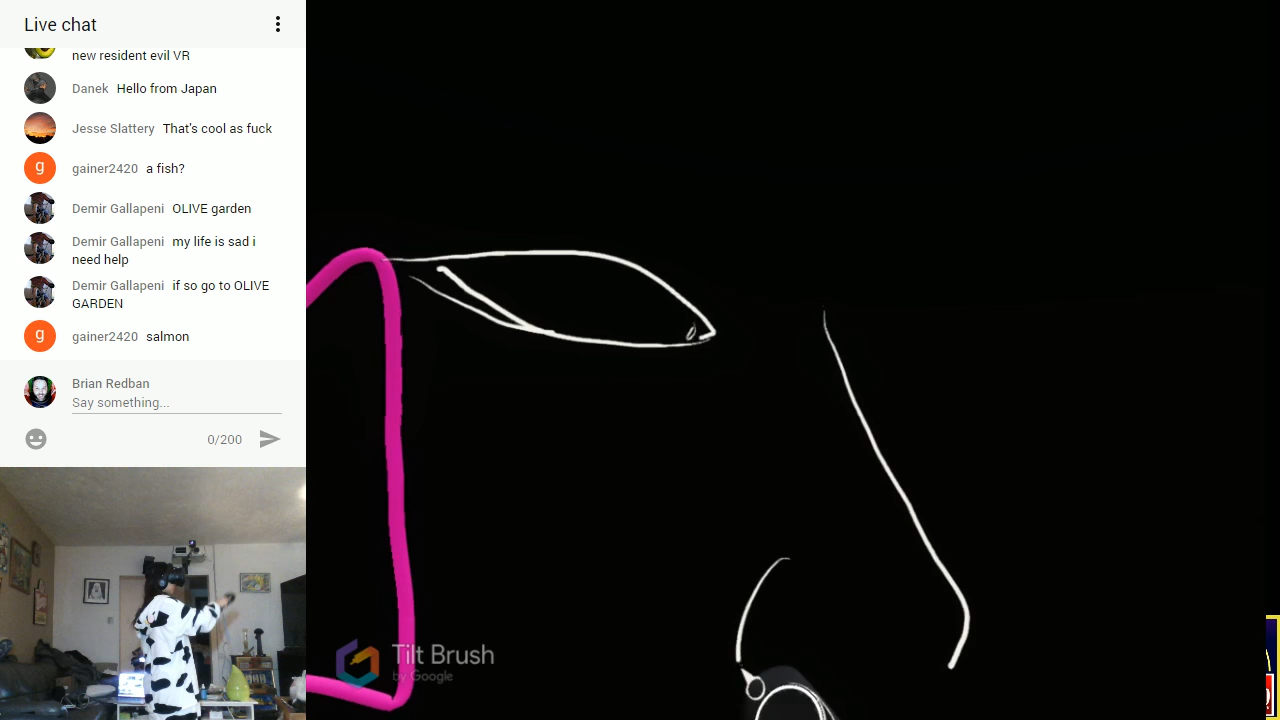 Live chat
new resident evil VR
Danek Hello from Japan
Jesse Slattery That's cool as fuck
g
gainer2420 a fish?
Demir Gallapeni OLIVE garden
Demir Gallapeni my life is sad i
need help
Demir Gallapeni if so go to OLIVE
GARDEN
g
gainer2420 salmon
Brian Redban
Say something...
0/200
Tilt Brush
by Google